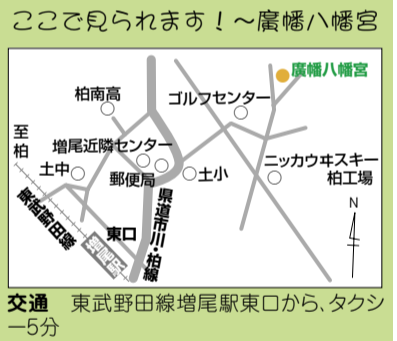 ここで見られます！～廣幡八幡宮
廣幡八幡宮
柏南高
ゴルフセンター
至
柏
増尾近隣センター
土中
郵便局
土小
ニッカウヰスキー
柏工場
東武野田線
東口
増尾駅
県道市川・柏線
N
交通　東武野田線増尾駅東口から、タクシ
ー5分